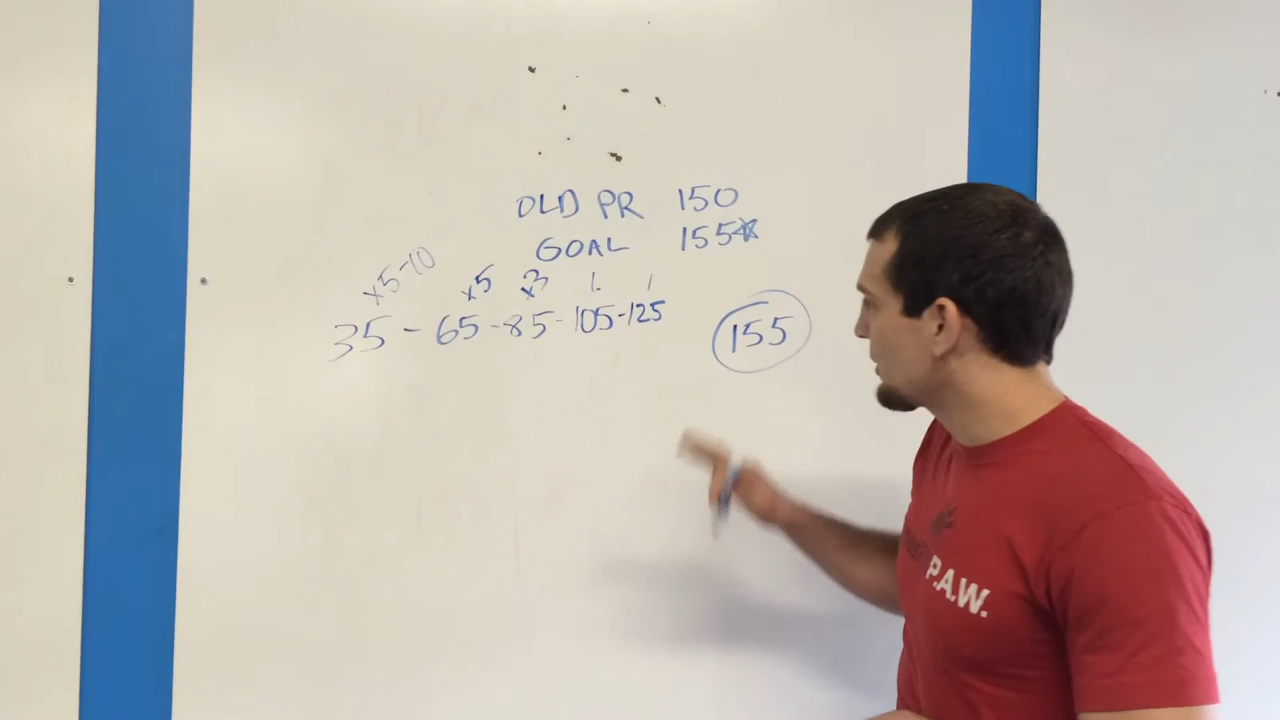 OLD PR 150
GOAL 155*
x5-10 x5 x3 1 1
35 - 65 - 85 - 105 - 125
155
P.A.W.